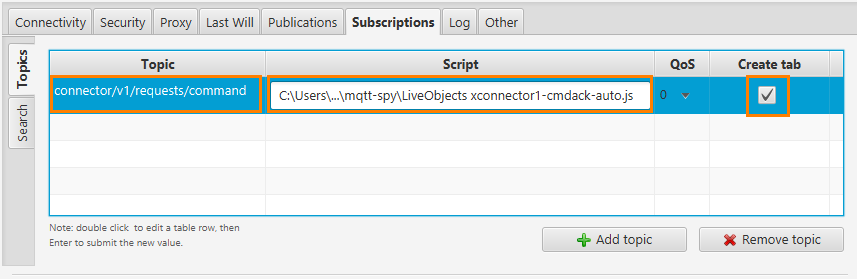 Connectivity Security Proxy Last Will Publications Subscriptions Log Other
Topics
Search
Topic Script QoS Create tab
connector/v1/requests/command C:\Users\...\mqtt-spy\LiveObjects xconnector1-cmdack-auto.js 0
Note: double click to edit a table row, then
Enter to submit the new value.
Add topic Remove topic